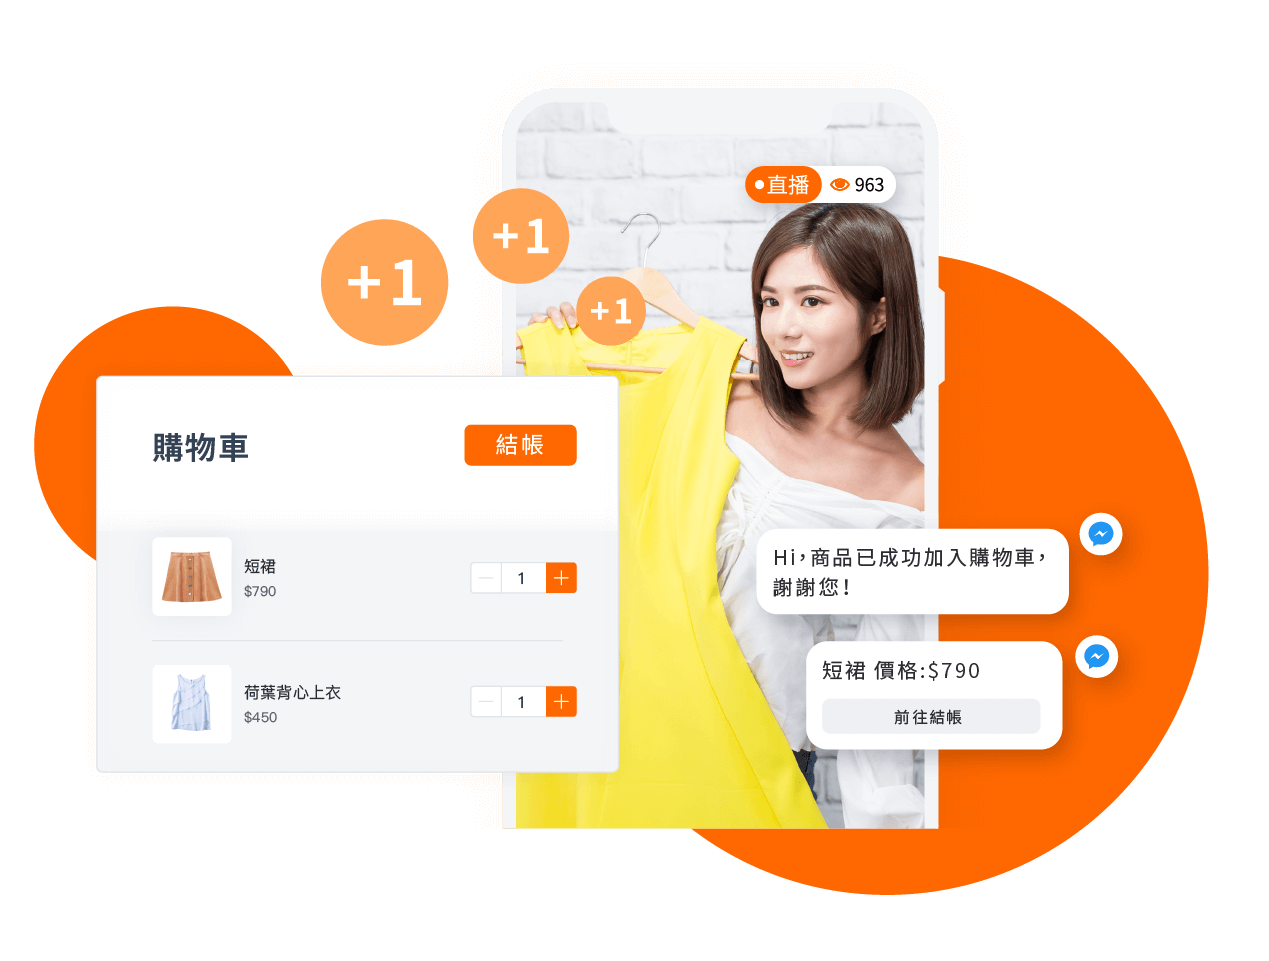 直播 963
+1
+1
+1
購物車
結帳
短裙
$790
1
荷葉背心上衣
$450
1
Hi，商品已成功加入購物車，
謝謝您！
短裙 價格:$790
前往結帳